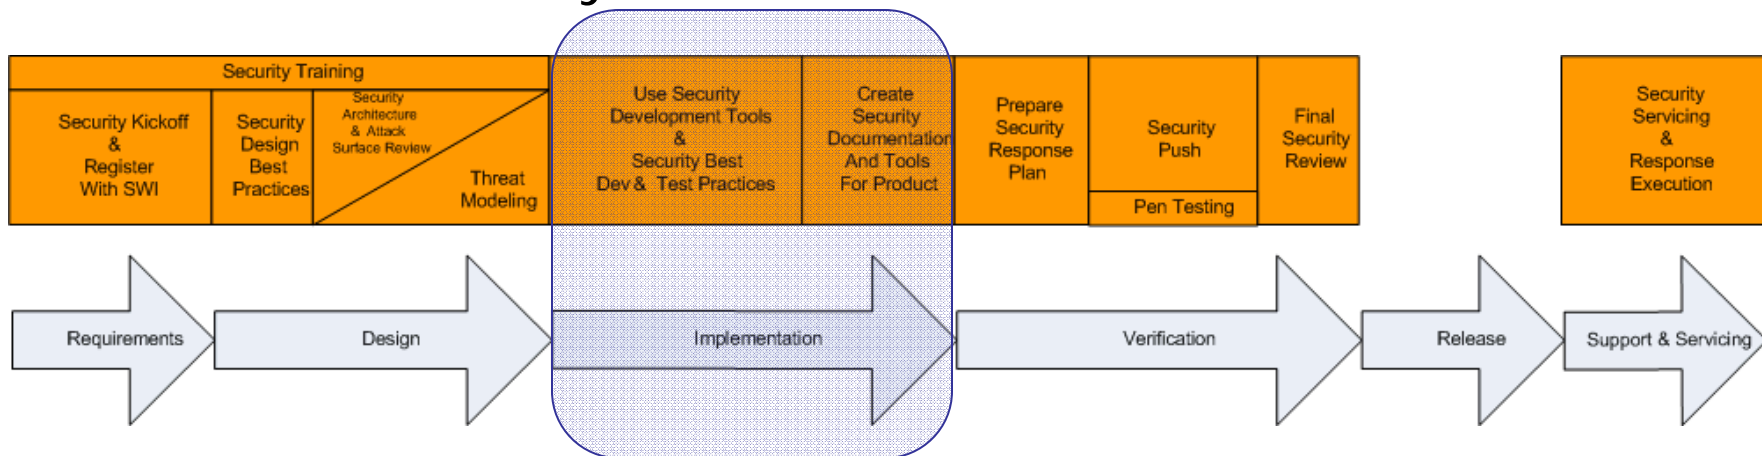 g
Security Training
Security Kickoff
&
Register
With SWI
Security
Design
Best
Practices
Security
Architecture
& Attack
Surface Review
Threat
Modeling
Use Security
Development Tools
&
Security Best
Dev & Test Practices
Create
Security
Documentation
And Tools
For Product
Prepare
Security
Response
Plan
Security
Push
Pen Testing
Final
Security
Review
Security
Servicing
&
Response
Execution
Requirements
Design
Implementation
Verification
Release
Support & Servicing